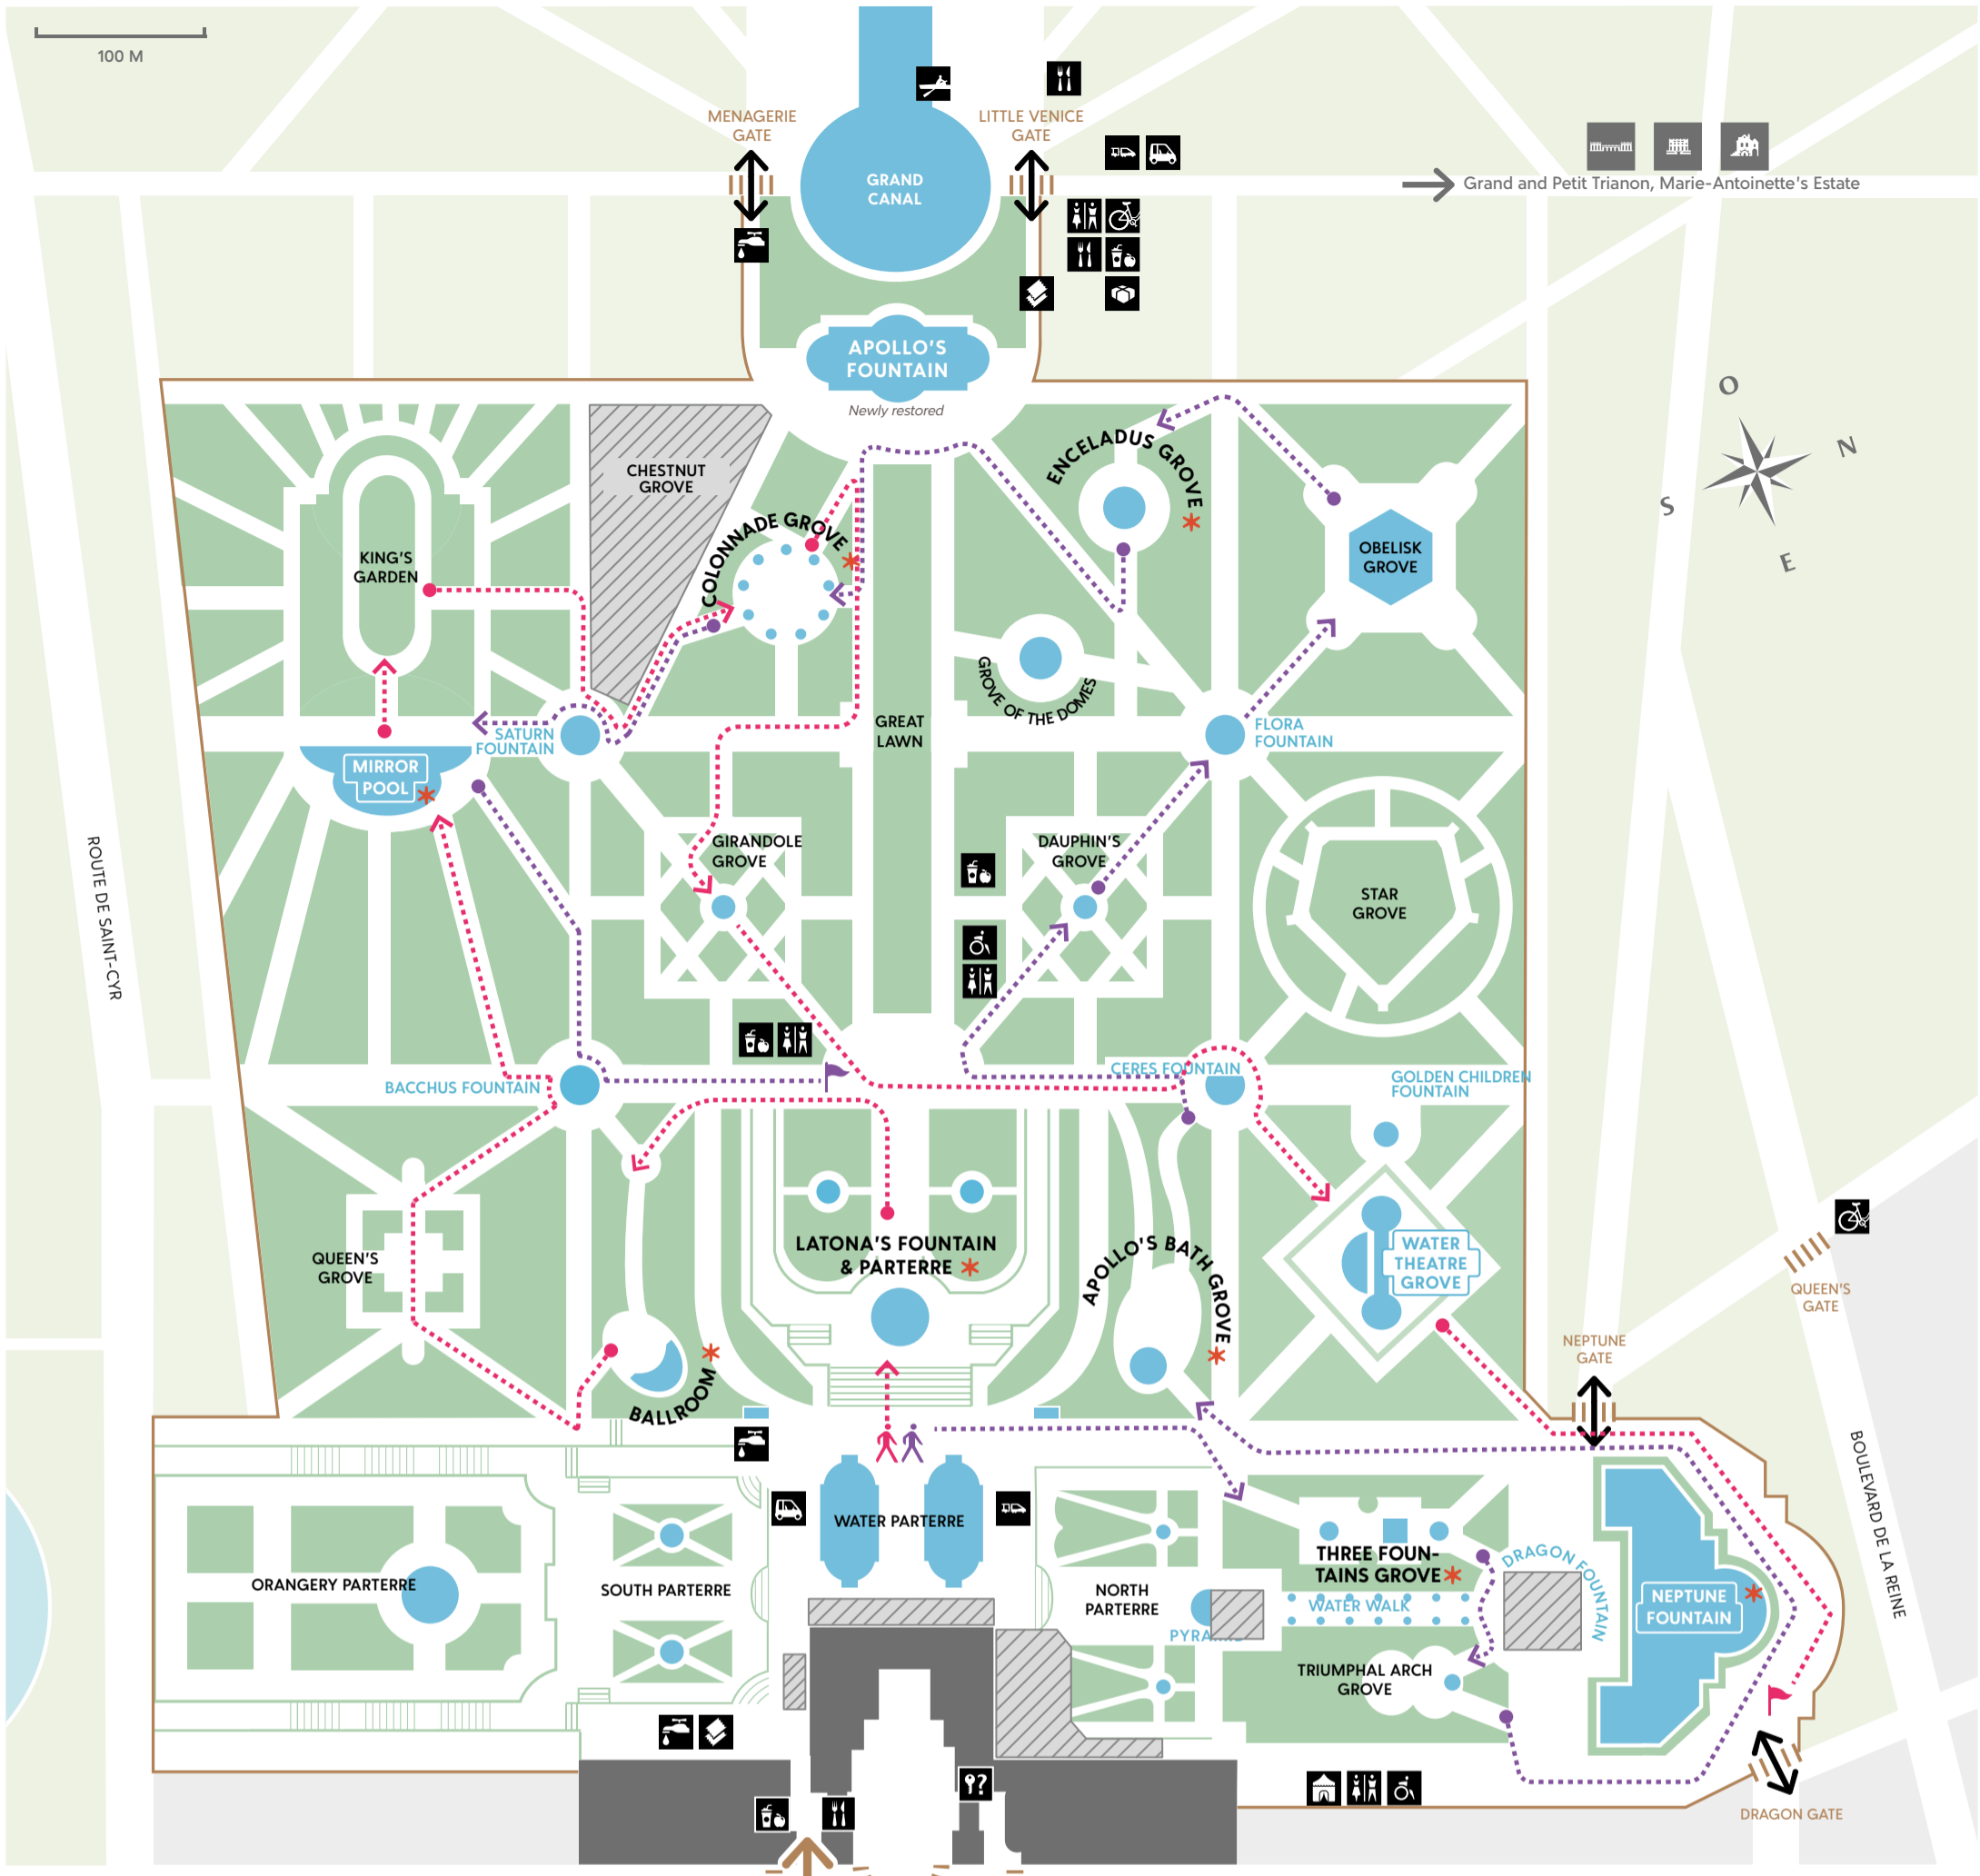 100 M
MENAGERIE
GATE
LITTLE VENICE
GATE
GRAND
CANAL
Grand and Petit Trianon, Marie-Antoinette's Estate
APOLLO'S
FOUNTAIN
Newly restored
O
N
S
E
CHESTNUT
GROVE
ENCELADUS GROVE
COLONNADE GROVE
KING'S
GARDEN
OBELISK
GROVE
GROVE OF THE DOMES
GREAT
LAWN
SATURN
FOUNTAIN
FLORA
FOUNTAIN
MIRROR
POOL
GIRANDOLE
GROVE
DAUPHIN'S
GROVE
STAR
GROVE
ROUTE DE SAINT-CYR
BACCHUS FOUNTAIN
CERES FOUNTAIN
GOLDEN CHILDREN
FOUNTAIN
QUEEN'S
GROVE
LATONA'S FOUNTAIN
& PARTERRE
APOLLO'S BATH GROVE
WATER
THEATRE
GROVE
QUEEN'S
GATE
NEPTUNE
GATE
BALLROOM
BOULEVARD DE LA REINE
WATER PARTERRE
ORANGERY PARTERRE
SOUTH PARTERRE
NORTH
PARTERRE
THREE FOUN-
TAINS GROVE
DRAGON FOUNTAIN
WATER WALK
NEPTUNE
FOUNTAIN
TRIUMPHAL ARCH
GROVE
?
DRAGON GATE